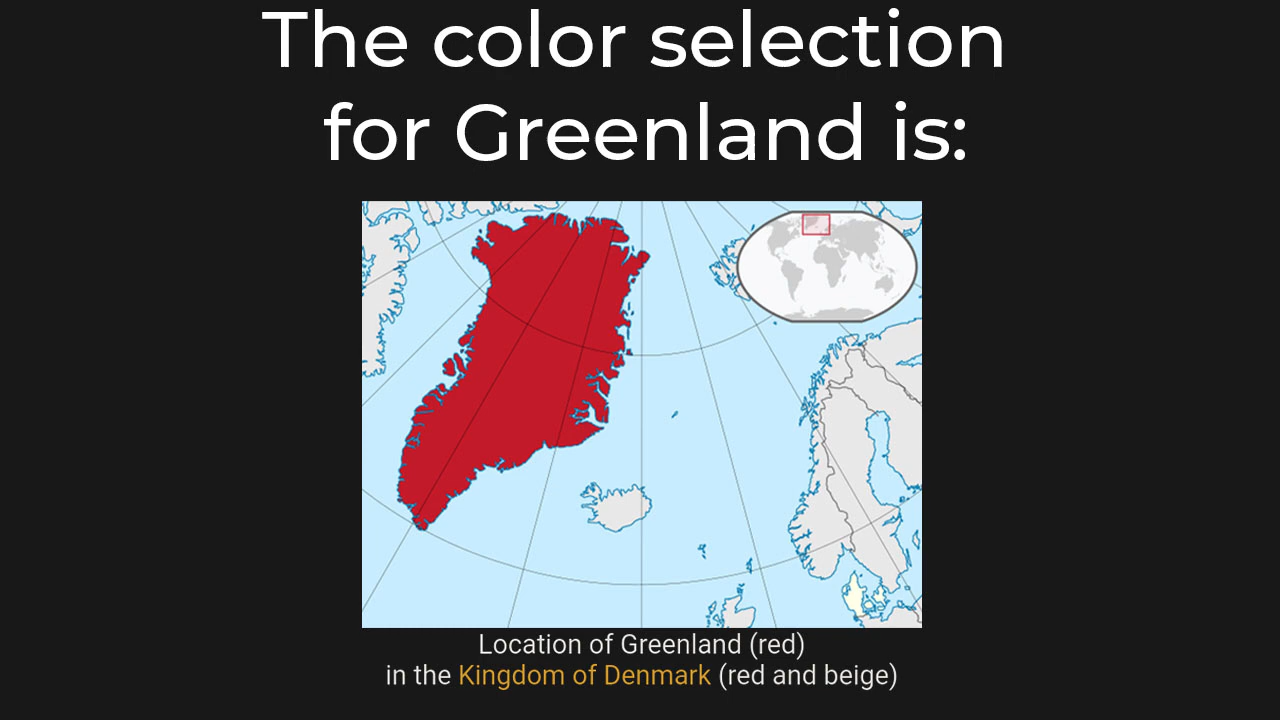 The color selection
for Greenland is:
Location of Greenland (red)
in the Kingdom of Denmark (red and beige)